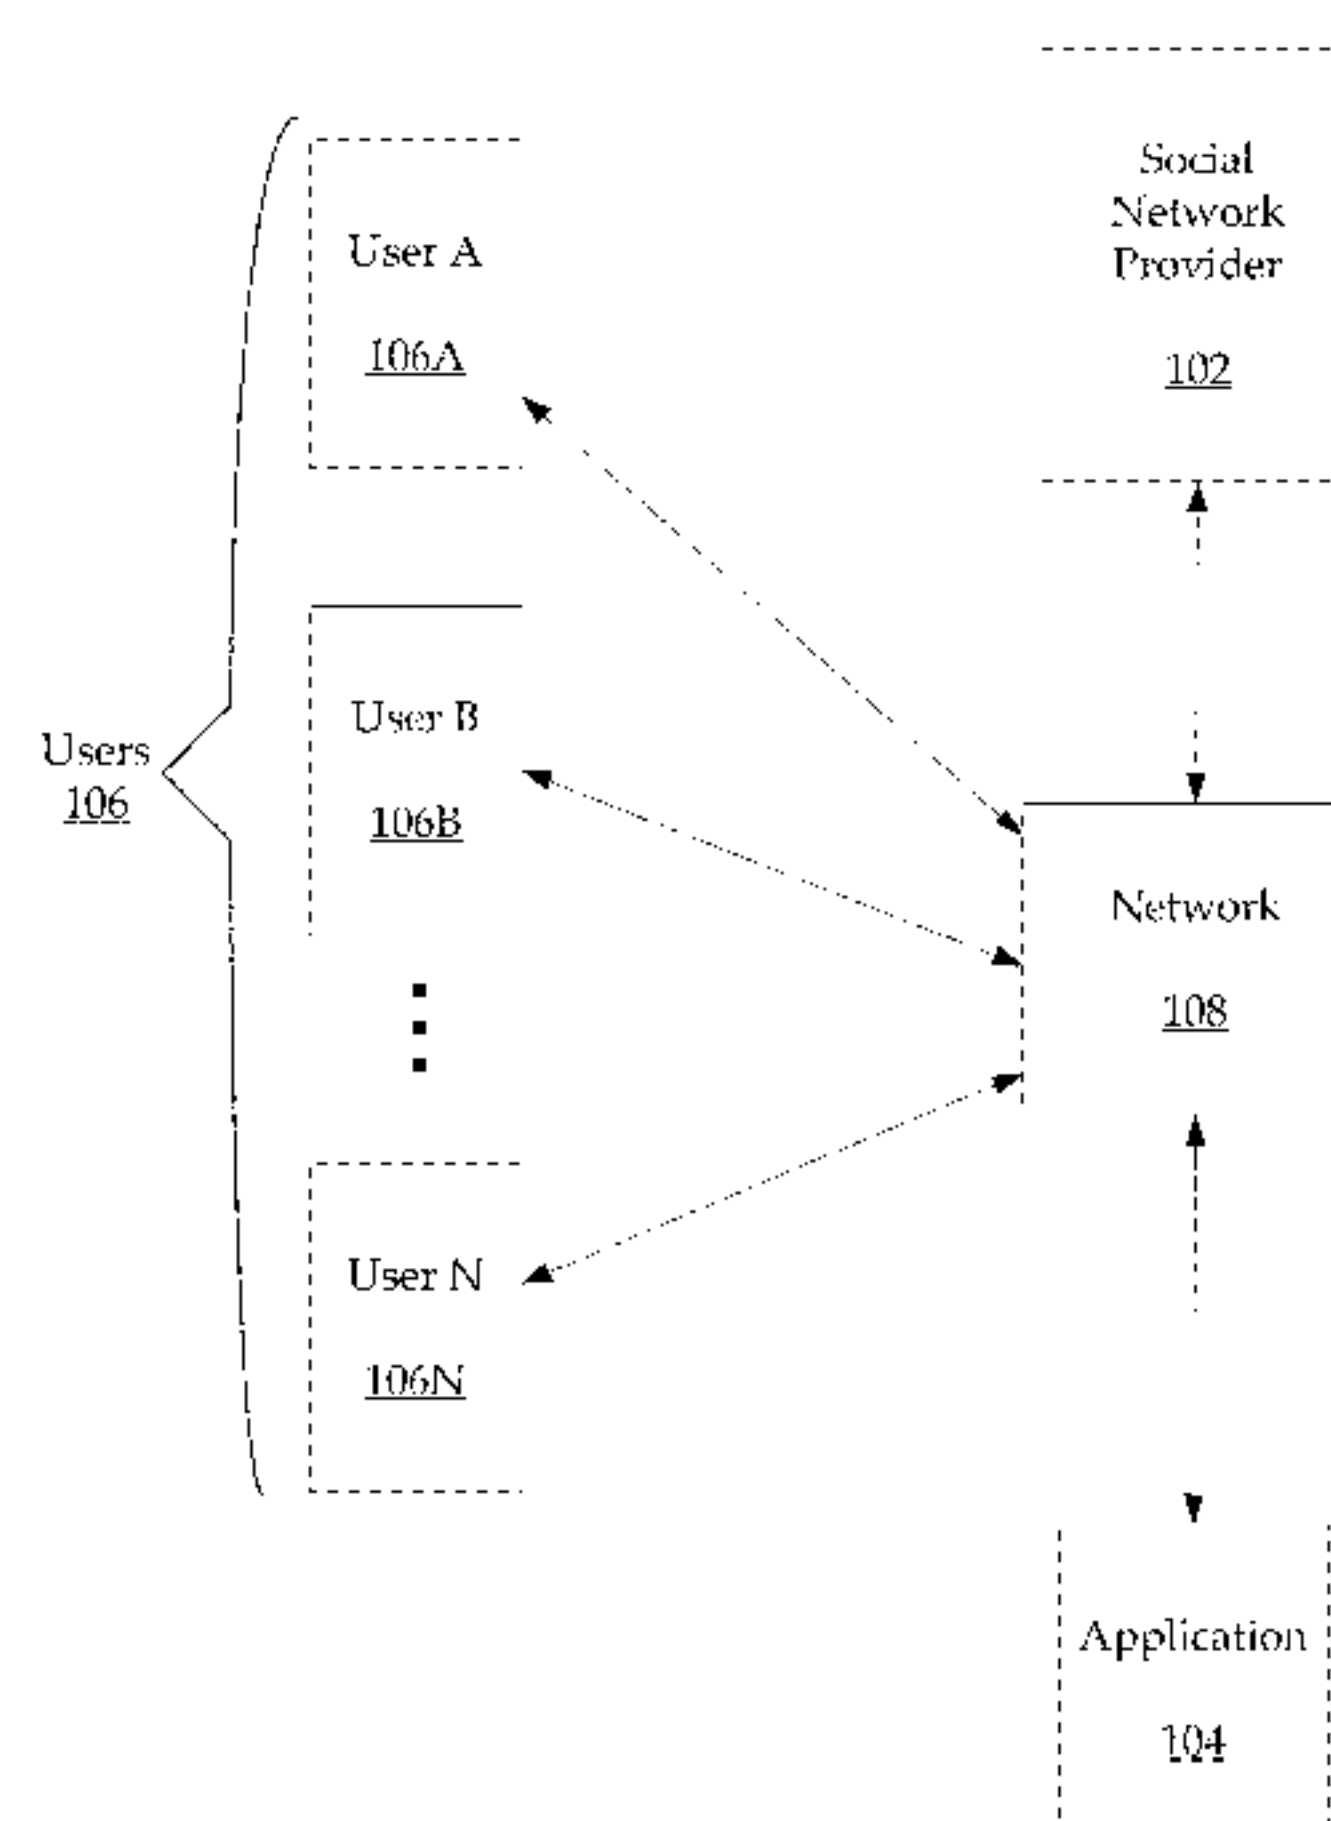 Social
Network
Provider
102
User A
106A
User B
106B
Users
106
Network
108
User N
106N
Application
104